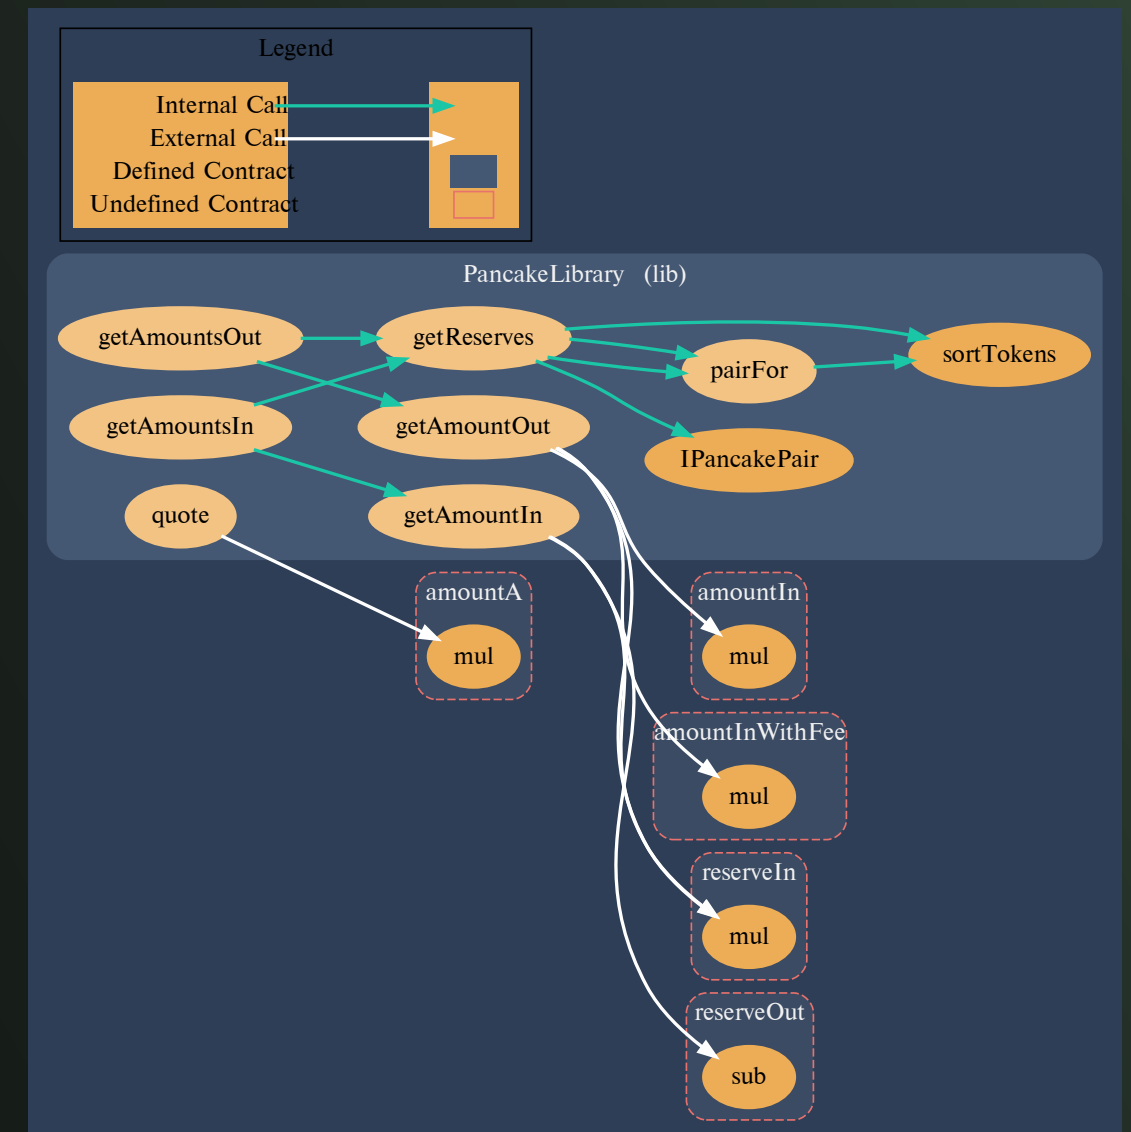 Legend
Internal Call
External Call
Defined Contract
Undefined Contract
PancakeLibrary (lib)
getAmountsOut
getReserves
sortTokens
pairFor
getAmountsIn
getAmountOut
IPancakePair
quote
getAmountIn
amountA
amountIn
mul
mul
amountInWithFee
mul
reserveIn
mul
reserveOut
sub